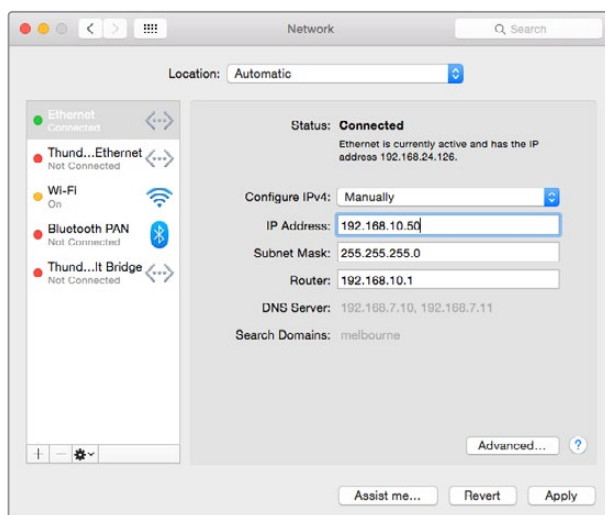 Network
Search
Location: Automatic
Ethernet
Connected
Thund...Ethernet
Not Connected
Wi-Fi
On
Bluetooth PAN
Not Connected
Thund...lt Bridge
Not Connected
Status: Connected
Ethernet is currently active and has the IP
address 192.168.24.126.
Configure IPv4: Manually
IP Address: 192.168.10.50
Subnet Mask: 255.255.255.0
Router: 192.168.10.1
DNS Server: 192.168.7.10, 192.168.7.11
Search Domains: melbourne
Advanced...
?
Assist me...
Revert
Apply